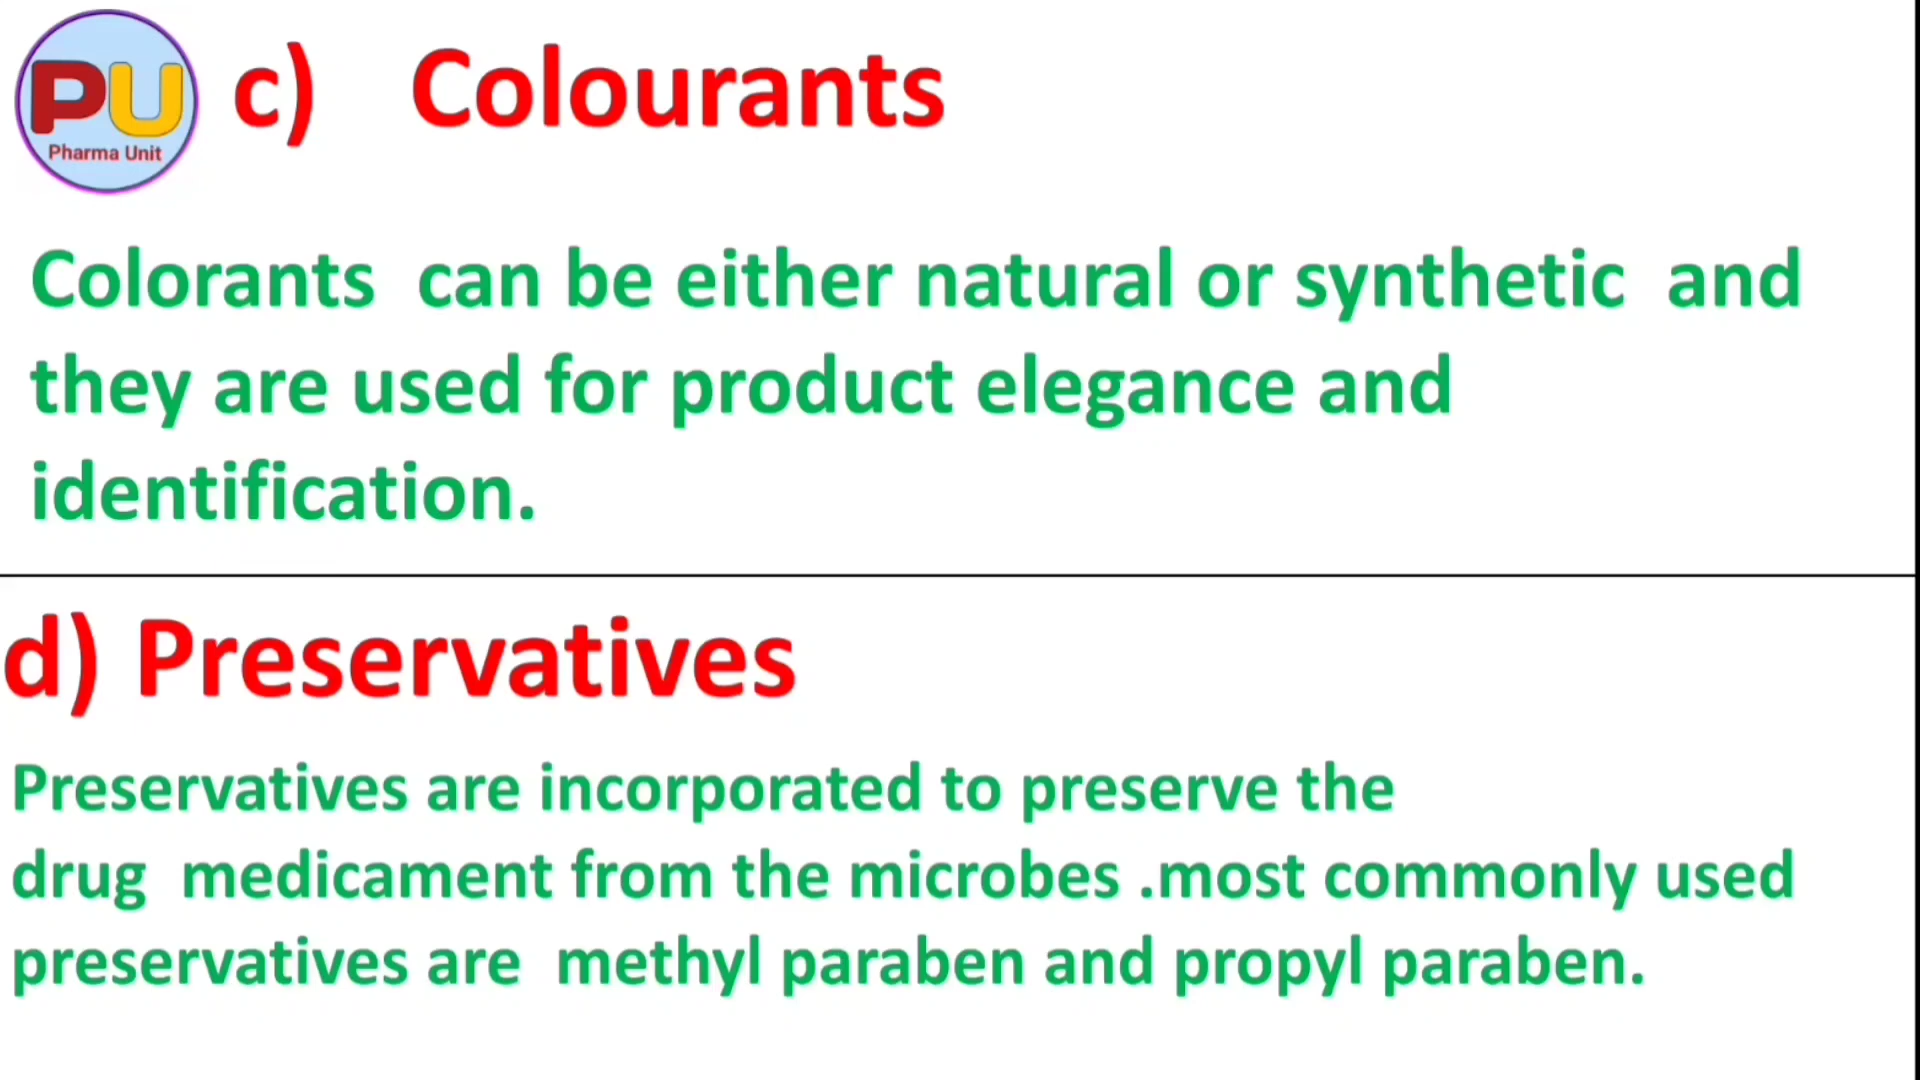 PU
Pharma Unit
c) Colourants
Colorants can be either natural or synthetic and
they are used for product elegance and
identification.
d) Preservatives
Preservatives are incorporated to preserve the
drug medicament from the microbes .most commonly used
preservatives are methyl paraben and propyl paraben.